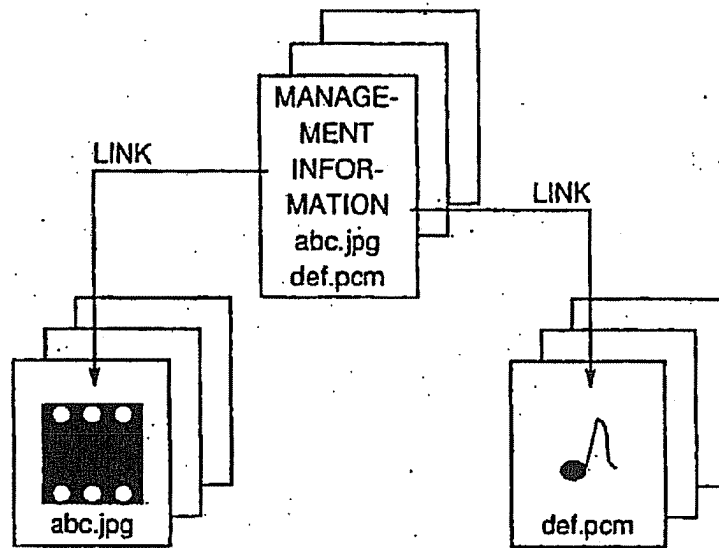 MANAGE-
MENT
INFOR-
MATION
abc.jpg
def.pcm
LINK
LINK
abc.jpg
def.pcm